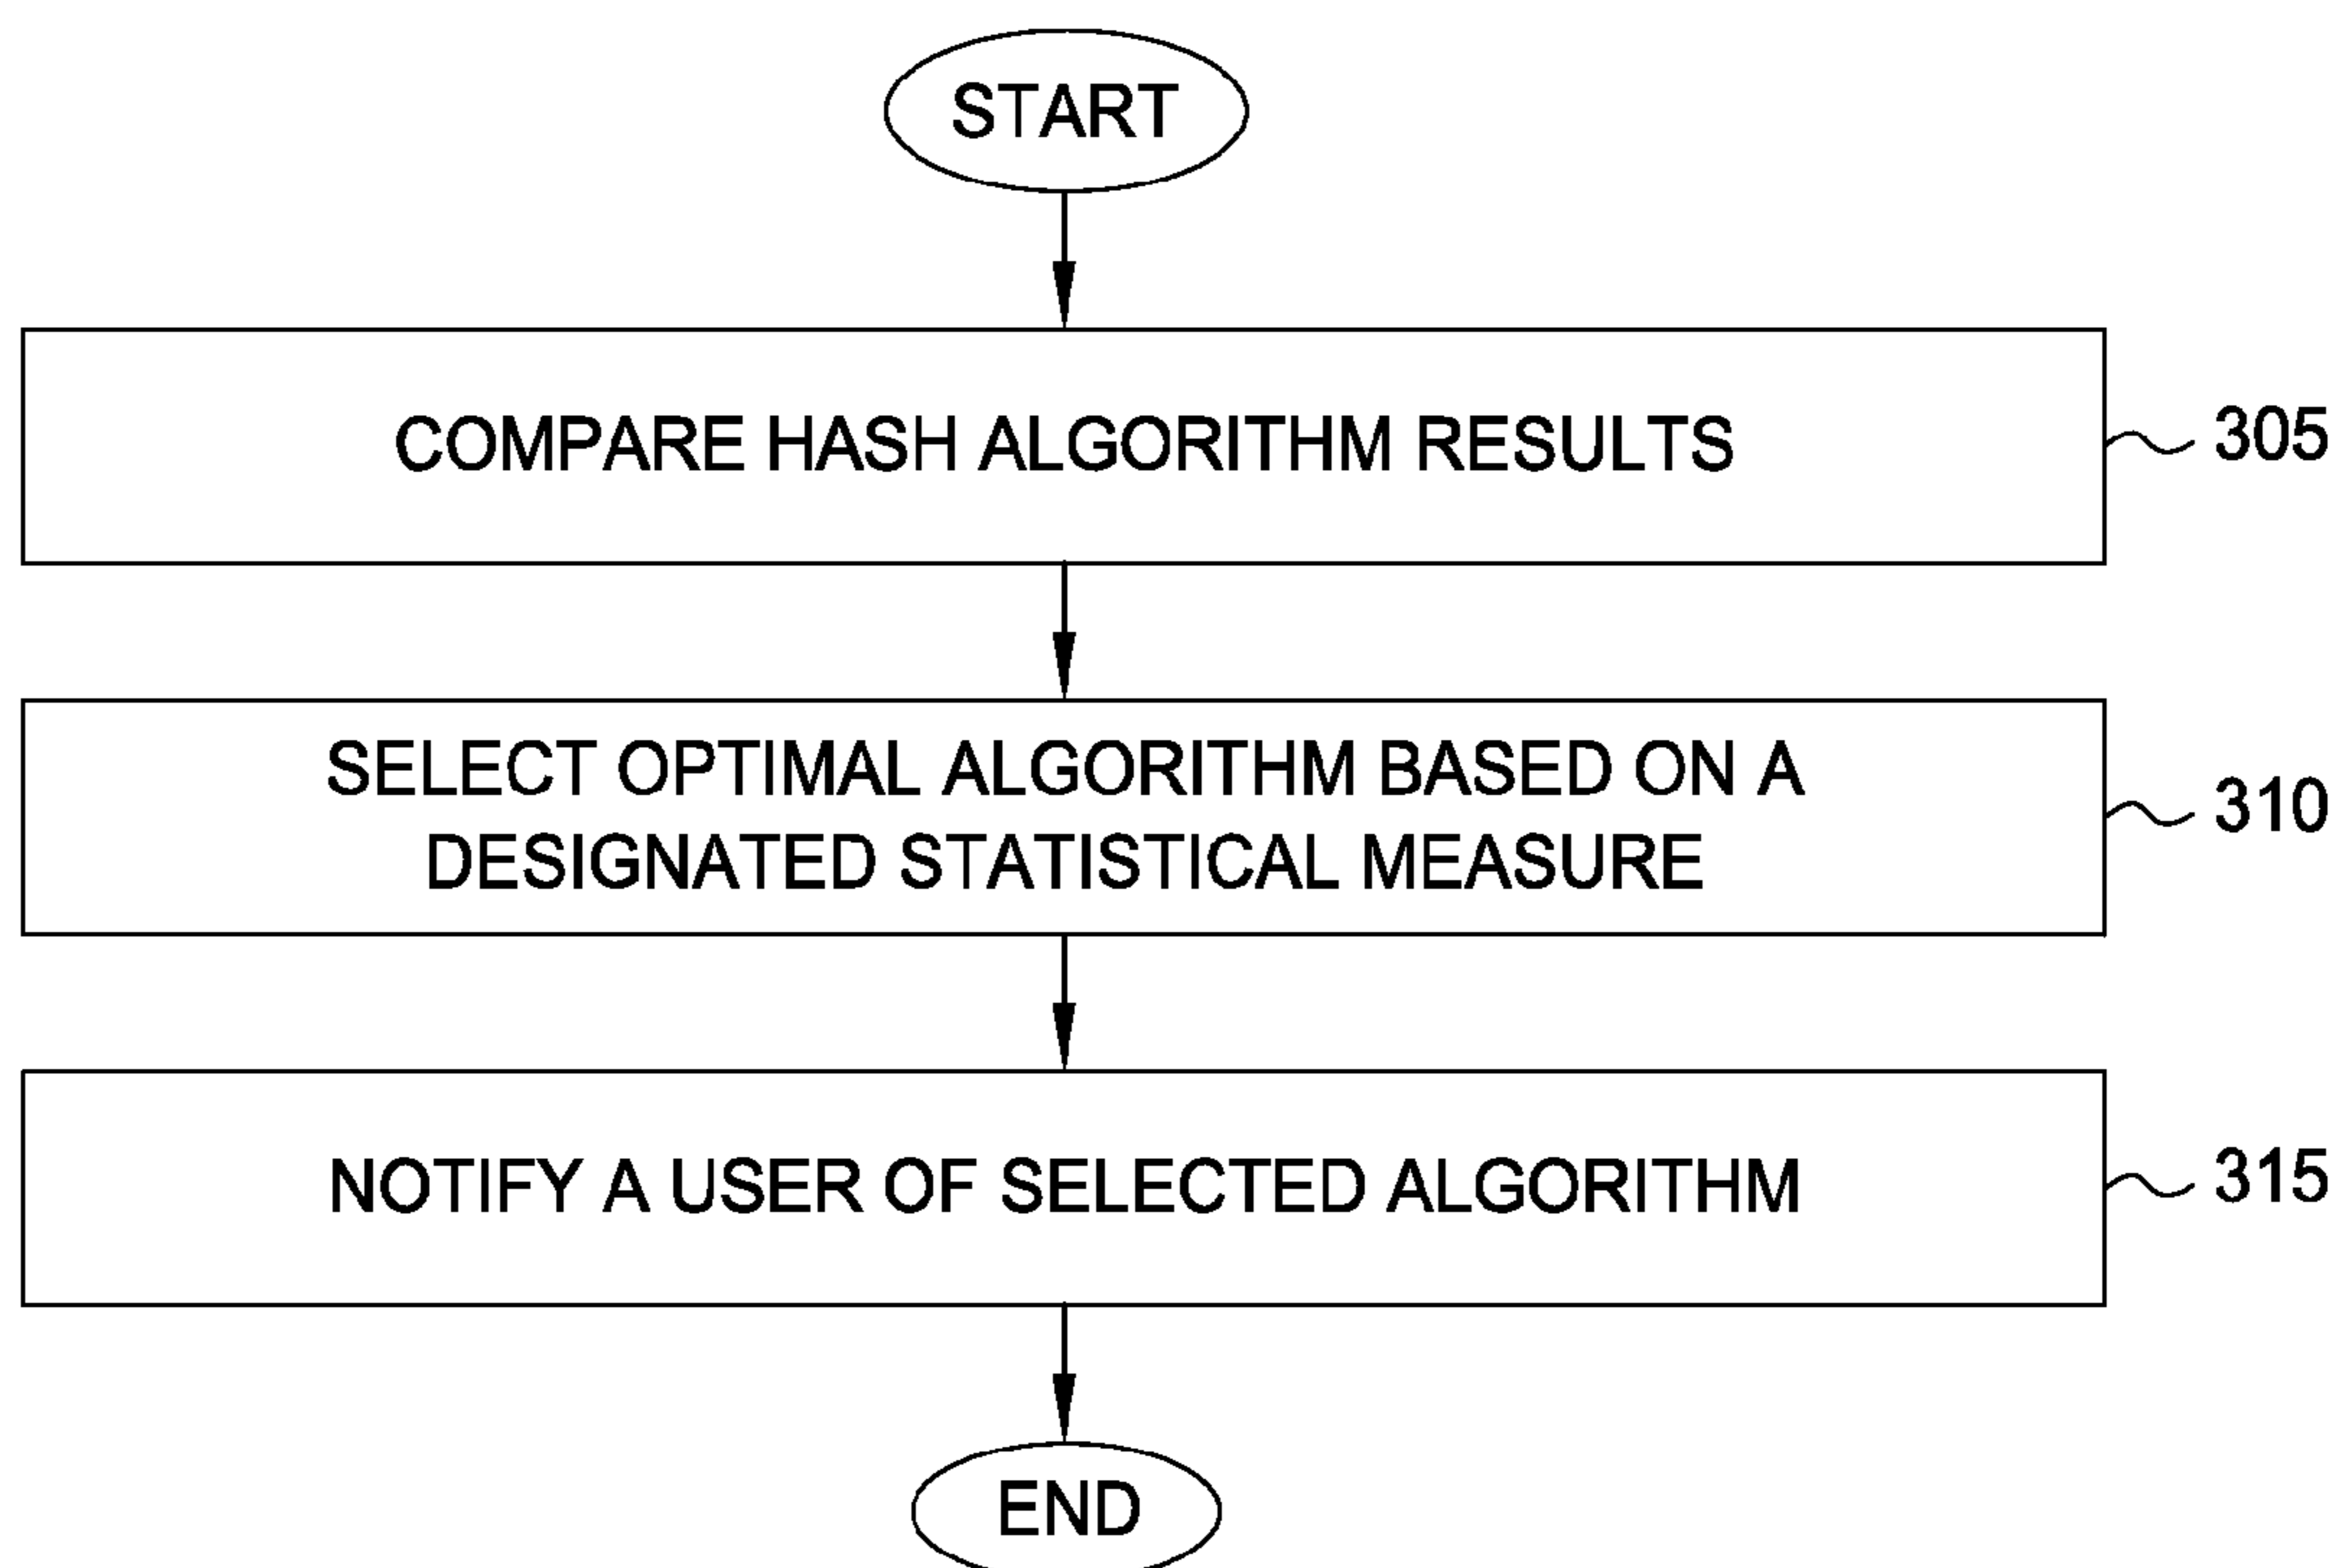 START
COMPARE HASH ALGORITHM RESULTS
305
SELECT OPTIMAL ALGORITHM BASED ON A
DESIGNATED STATISTICAL MEASURE
310
NOTIFY A USER OF SELECTED ALGORITHM
315
END